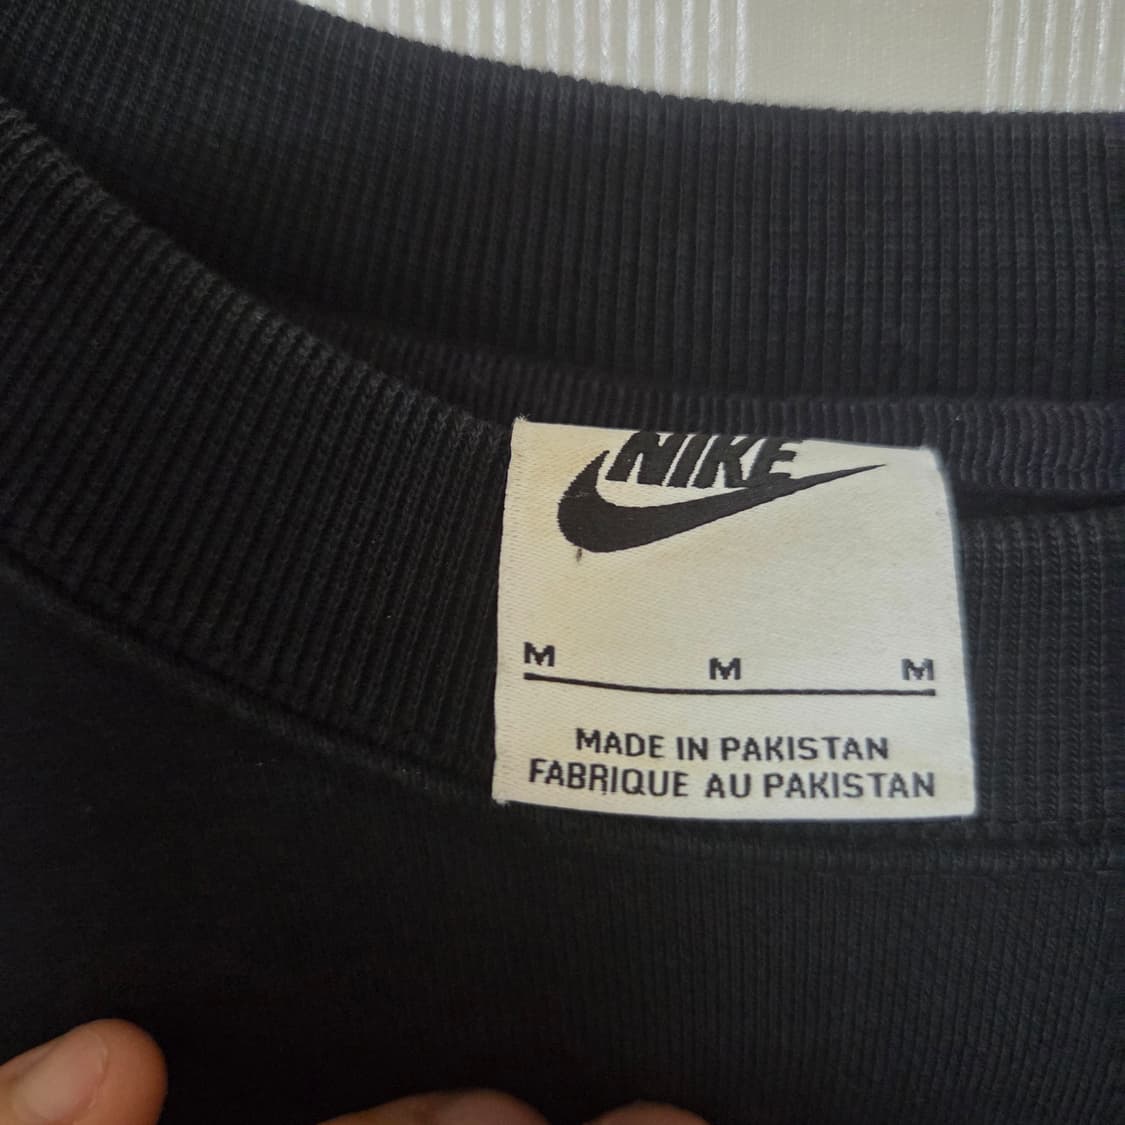 NIKE
M M M
MADE IN PAKISTAN
FABRIQUE AU PAKISTAN